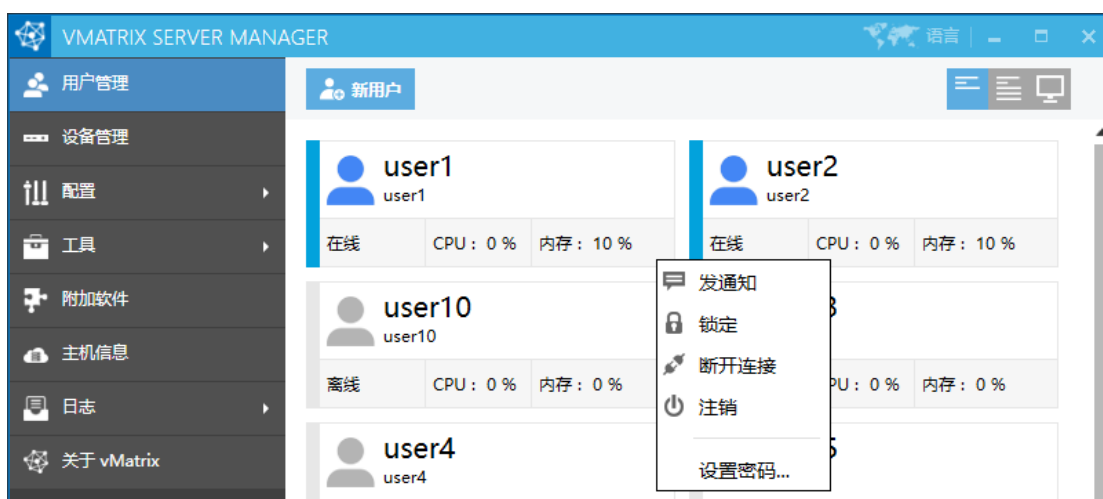 VMATRIX SERVER MANAGER
语言
用户管理
设备管理
配置
工具
附加软件
主机信息
日志
关于 vMatrix
新用户
user1
user1
在线 CPU： 0 % 内存： 10 %
user2
user2
在线 CPU： 0 % 内存： 10 %
user10
user10
离线 CPU： 0 % 内存： 0 %
0 % 内存： 0 %
user4
user4
发通知
锁定
断开连接
注销
设置密码...